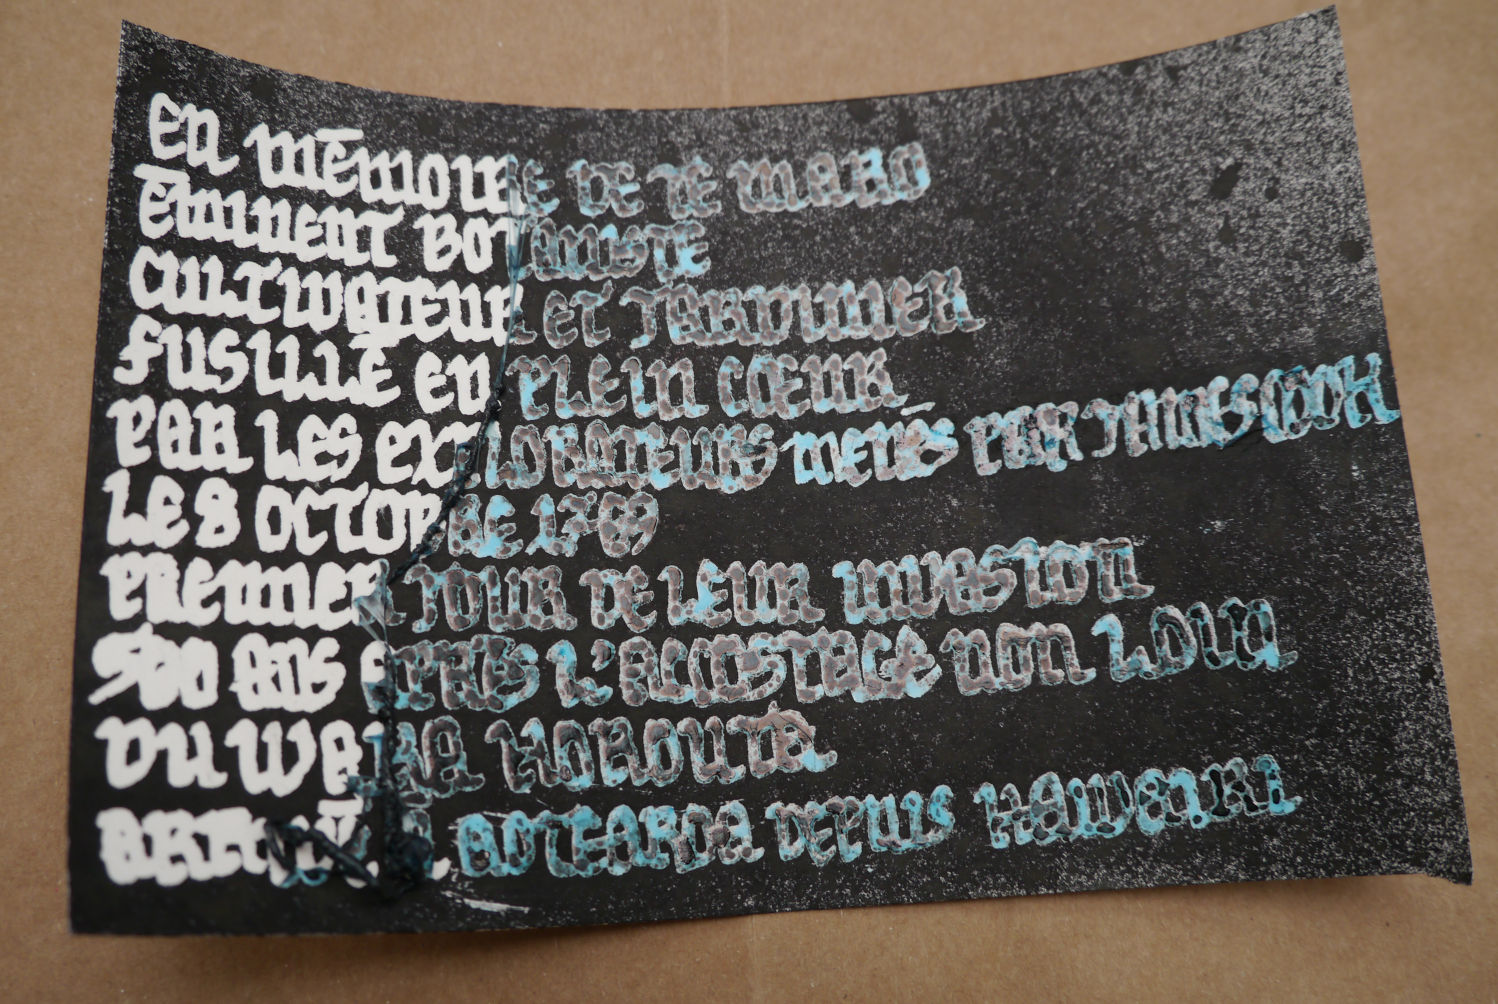 EN MÉMOIRE DE TE MARO
ÉMINENT BOTANISTE
CULTIVATEUR ET JARDINIER
FUSILLÉ EN PLEIN CŒUR
PAR LES EXPLORATEURS MENÉS PAR JAMES COOK
LE 8 OCTOBRE 1769
PREMIER JOUR DE LEUR INVASION
500 ANS APRÈS L'ACCOSTAGE NON LOIN
DU WAKA HOROUTA
AOTEAROA DEPUIS HAWAIKI